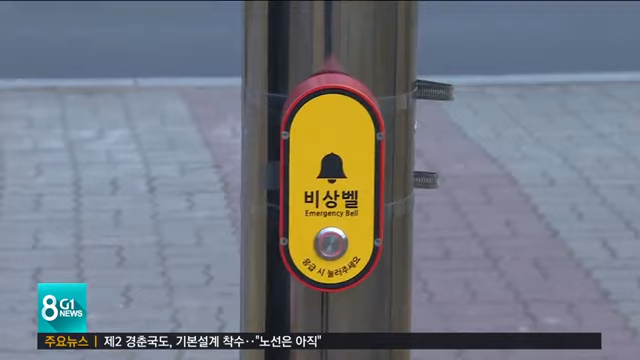 비상벨
Emergency Bell
응급 시 눌러주세요
8 G1
NEWS
주요뉴스 제2 경춘국도, 기본설계 착수‥"노선은 아직"